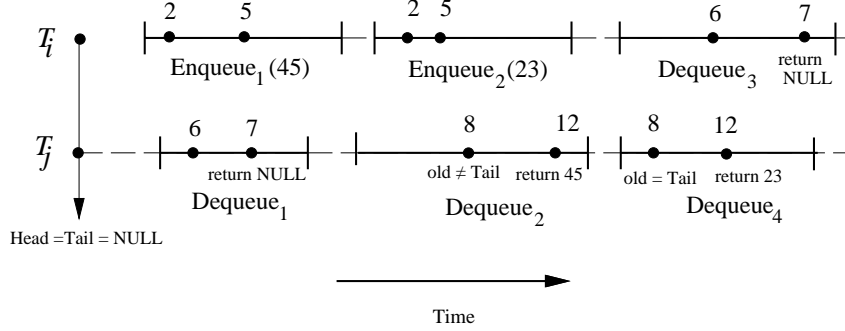 2 5 2 5 6 7
T_i
Enqueue_1 (45) Enqueue_2 (23) Dequeue_3 return
NULL
6 7 8 12 8 12
T_j
return NULL old ≠ Tail return 45 old = Tail return 23
Dequeue_1 Dequeue_2 Dequeue_4
Head =Tail = NULL
Time